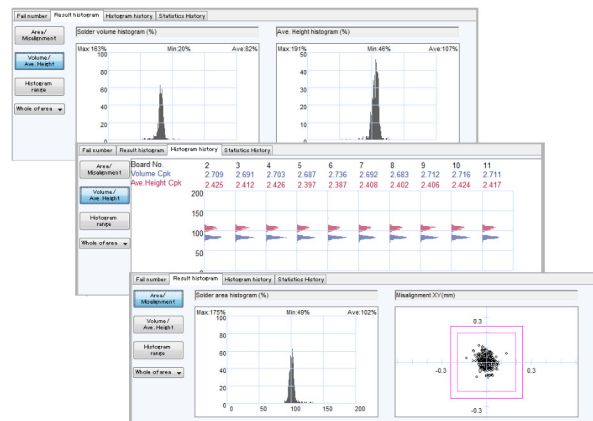 Fail number Result histogram Histogram history Statistics History
Area/
Misalignment
Volume/
Ave. Height
Histogram
range
Whole of area
Solder volume histogram (%)
Max:163% Min:20% Ave:82%
100
80
60
40
20
0
Ave. Height histogram (%)
Max:191% Min:46% Ave:107%
50
40
30
20
10
0
Fail number Result histogram Histogram history Statistics History
Area/
Misalignment
Volume/
Ave. Height
Histogram
range
Whole of area
Board No. 2 3 4 5 6 7 8 9 10 11
Volume Cpk 2.709 2.691 2.703 2.687 2.736 2.692 2.683 2.712 2.716 2.711
Ave.Height Cpk 2.425 2.412 2.426 2.397 2.387 2.408 2.402 2.406 2.424 2.417
200
150
100
50
0
Fail number Result histogram Histogram history Statistics History
Area/
Misalignment
Volume/
Ave. Height
Histogram
range
Whole of area
Solder area histogram (%)
Max:175% Min:49% Ave:102%
100
80
60
40
20
0
0 50 100 150 200
Misalignment XY(mm)
0.3
-0.3 0.3
-0.3